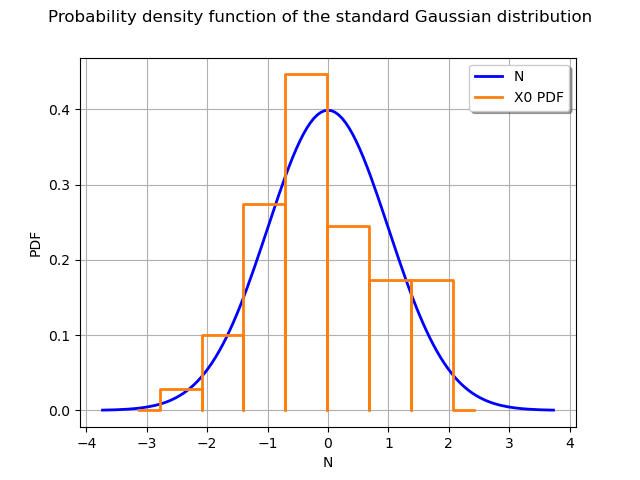 Probability density function of the standard Gaussian distribution
N
X0 PDF
0.4
0.3
0.2
0.1
0.0
PDF
−4 −3 −2 −1 0 1 2 3 4
N